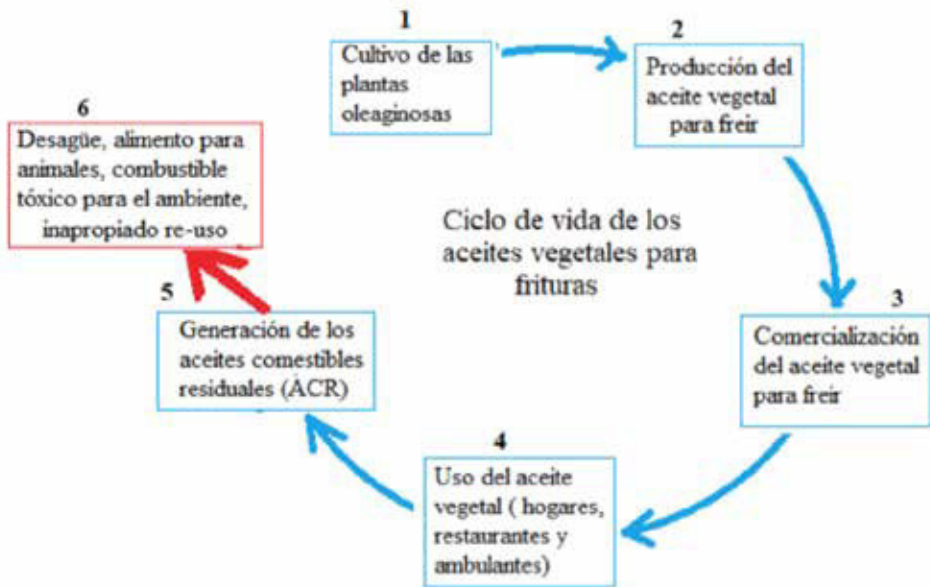 1
Cultivo de las
plantas
oleaginosas
2
Producción del
aceite vegetal
para freir
3
Comercialización
del aceite vegetal
para freir
4
Uso del aceite
vegetal ( hogares,
restaurantes y
ambulantes)
5
Generación de los
aceites comestibles
residuales (ACR)
6
Desagüe, alimento para
animales, combustible
tóxico para el ambiente,
inapropiado re-uso
Ciclo de vida de los
aceites vegetales para
frituras